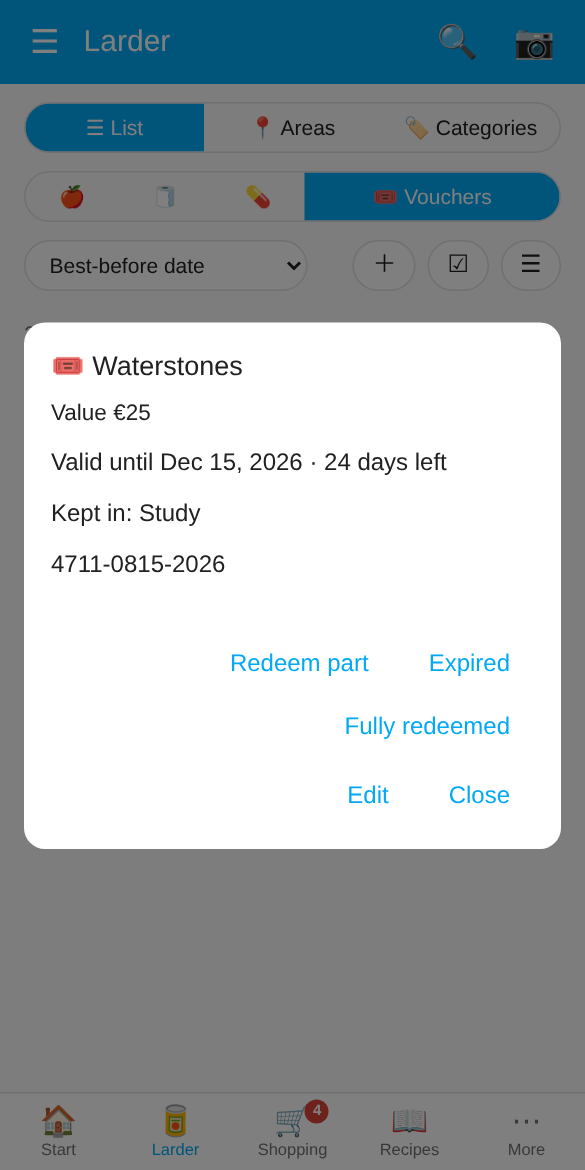 ☰ Larder
☰ List
Areas
Categories
Vouchers
Best-before date
Waterstones
Value €25
Valid until Dec 15, 2026 · 24 days left
Kept in: Study
4711-0815-2026
Redeem part
Expired
Fully redeemed
Edit
Close
4
Start
Larder
Shopping
Recipes
More